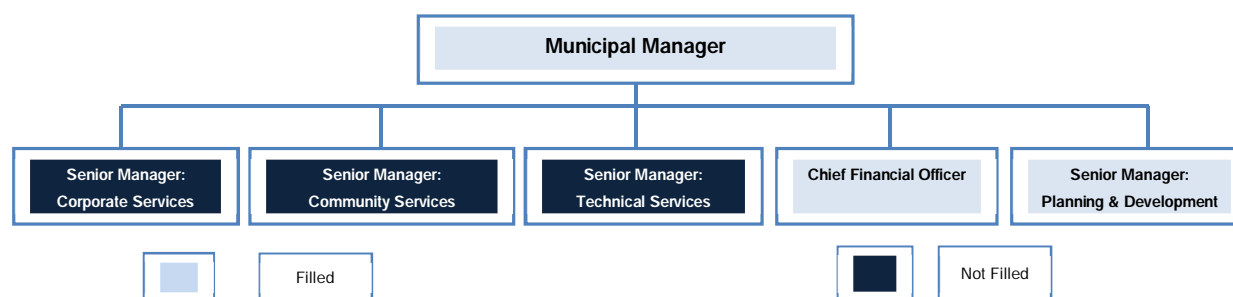 Municipal Manager
Senior Manager:
Corporate Services
Senior Manager:
Community Services
Senior Manager:
Technical Services
Chief Financial Officer
Senior Manager:
Planning & Development
Filled
Not Filled